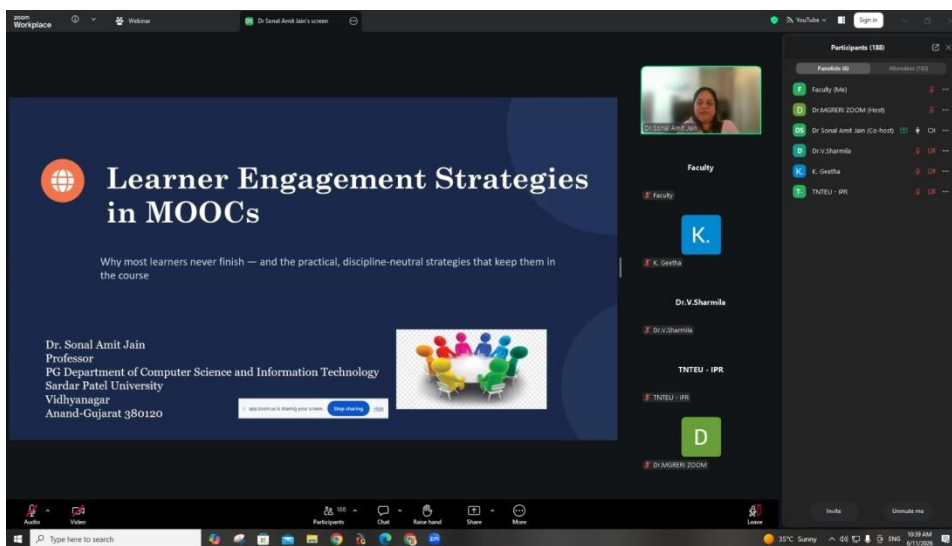 zoom
Workplace
Webinar
DS Dr Sonal Amit Jain's screen
YouTube
Sign in
Learner Engagement Strategies
in MOOCs
Why most learners never finish — and the practical, discipline-neutral strategies that keep them in
the course
Dr. Sonal Amit Jain
Professor
PG Department of Computer Science and Information Technology
Sardar Patel University
Vidhyanagar
Anand-Gujarat 380120
app.zoom.us is sharing your screen.
Stop sharing
Hide
Dr Sonal Amit Jain
Faculty
Faculty
K.
K. Geetha
Dr.V.Sharmila
Dr.V.Sharmila
TNTEU - IPR
TNTEU - IPR
D
Dr.MGRERI ZOOM
Participants (188)
Panelists (6)
Attendees (182)
F Faculty (Me)
D Dr.MGRERI ZOOM (Host)
DS Dr Sonal Amit Jain (Co-host)
D Dr.V.Sharmila
K. K. Geetha
T- TNTEU - IPR
Invite
Unmute me
Audio
Video
Participants
Chat
Raise hand
Share
More
Leave
Type here to search
35°C Sunny
ENG
10:39 AM
6/11/2026